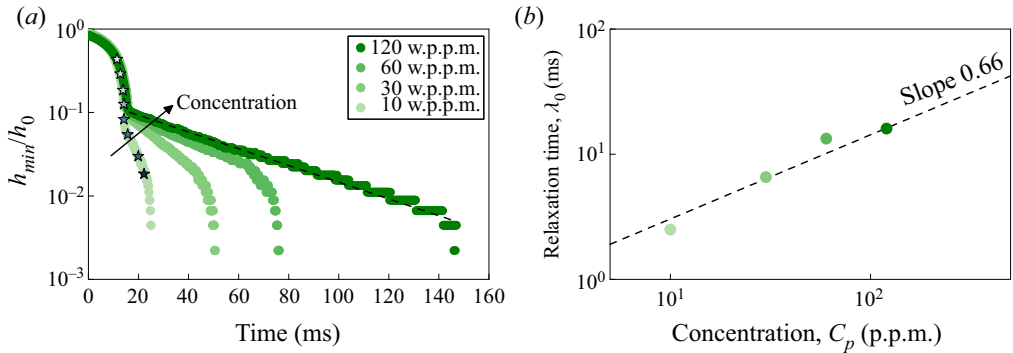 (a)
10^0
10^−1
10^−2
10^−3
h_min/h_0
0 20 40 60 80 100 120 140 160
Time (ms)
120 w.p.p.m.
60 w.p.p.m.
30 w.p.p.m.
10 w.p.p.m.
Concentration
(b)
10^2
10^1
10^0
Relaxation time, λ_0 (ms)
Slope 0.66
10^1 10^2
Concentration, C_p (p.p.m.)